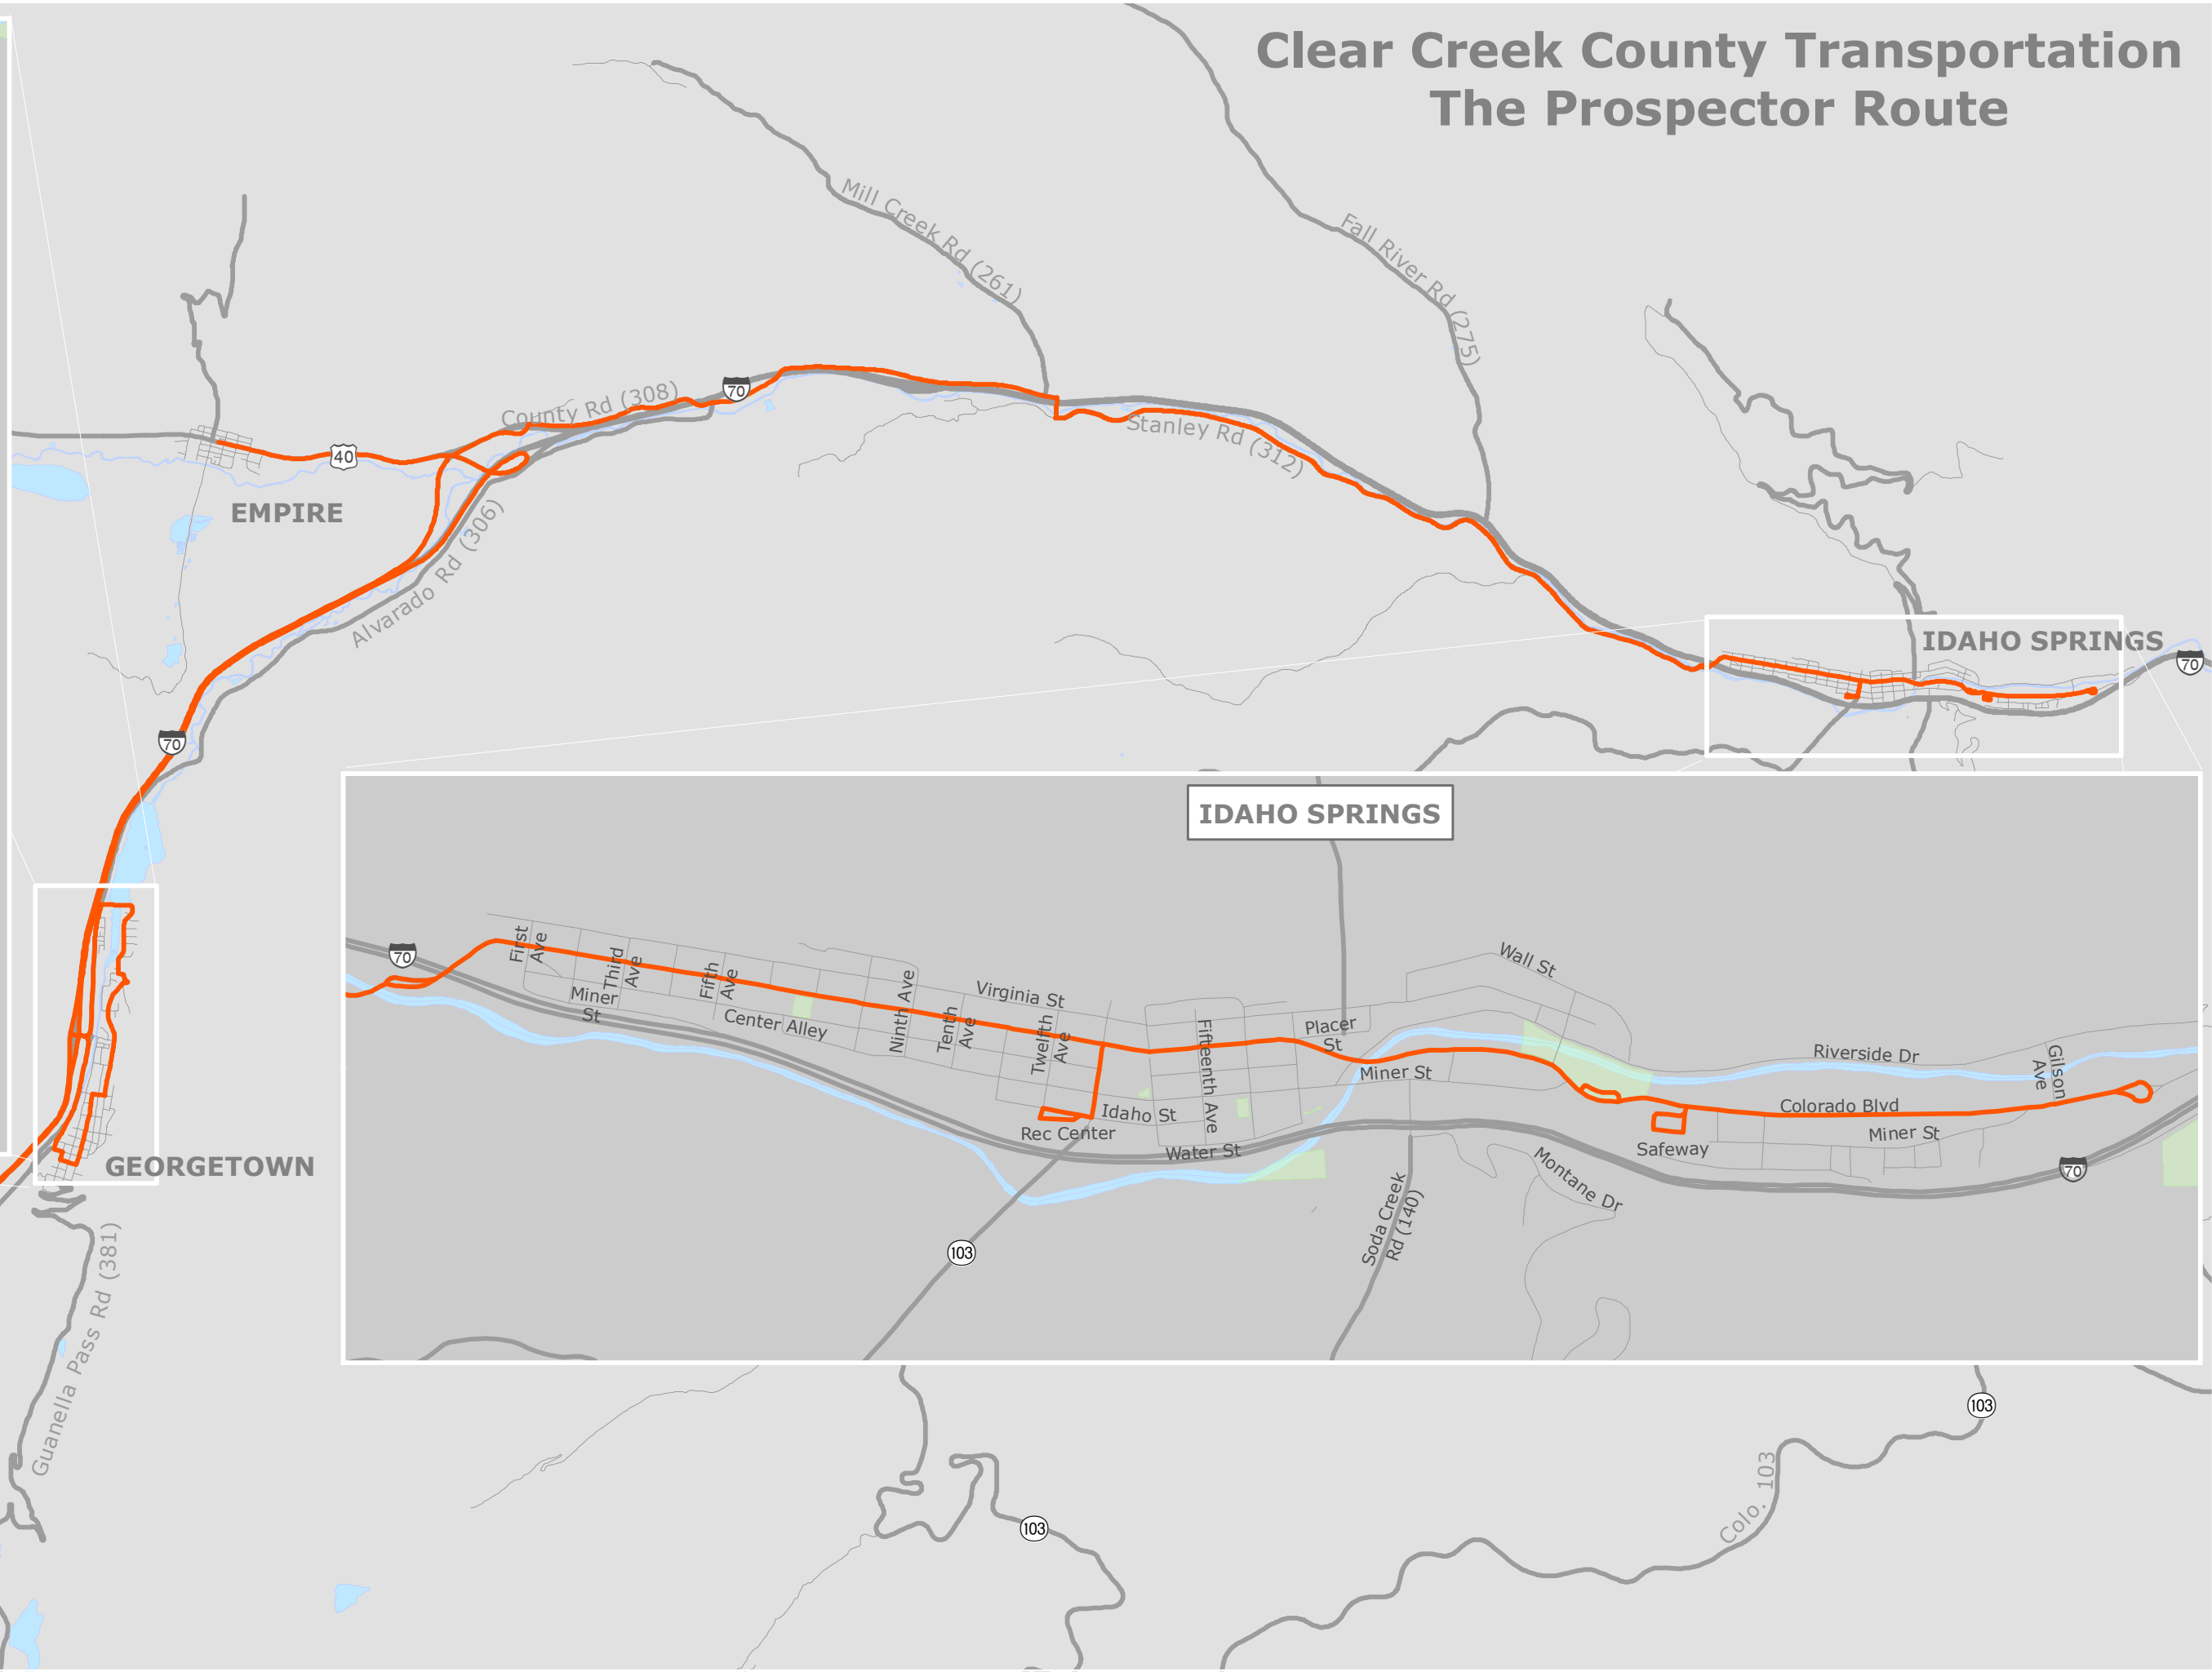 Clear Creek County Transportation
The Prospector Route
Mill Creek Rd (261)
Fall River Rd (275)
County Rd (308)
70
Stanley Rd (312)
40
EMPIRE
Alvarado Rd (306)
IDAHO SPRINGS
70
70
IDAHO SPRINGS
First
Ave
Third
Ave
Fifth
Ave
Ninth Ave
Tenth
Ave
Twelfth
Ave
Fifteenth Ave
Virginia St
Wall St
70
Miner
St
Center Alley
Placer
St
Miner St
Riverside Dr
Gilson
Ave
Idaho St
Rec Center
Water St
Colorado Blvd
Safeway
Miner St
70
Montane Dr
Soda Creek
Rd (140)
103
GEORGETOWN
Guanella Pass Rd (381)
103
103
Colo. 103